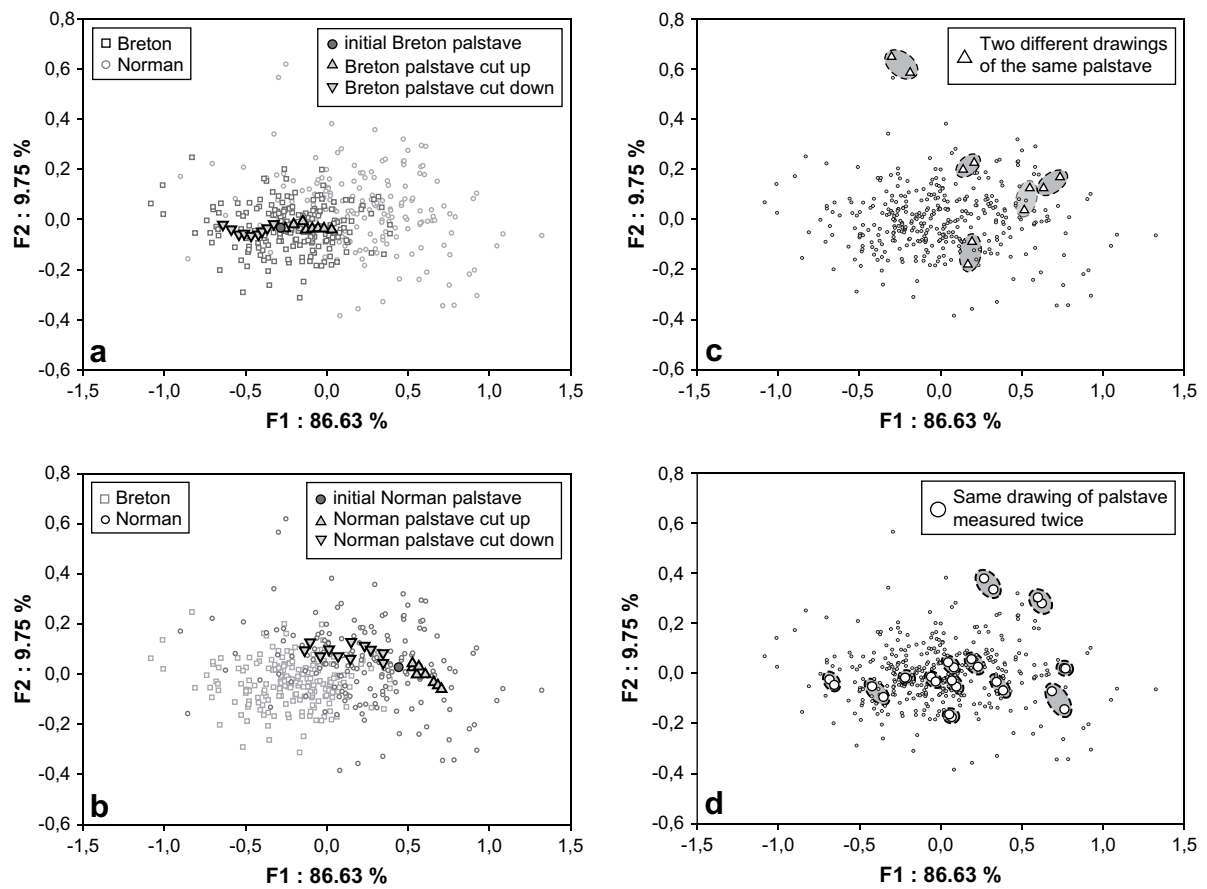 0,8
0,6
0,4
0,2
0,0
-0,2
-0,4
-0,6
F2 : 9.75 %
Breton
Norman
initial Breton palstave
Breton palstave cut up
Breton palstave cut down
a
-1,5 -1,0 -0,5 0,0 0,5 1,0 1,5
F1 : 86.63 %
0,8
0,6
0,4
0,2
0,0
-0,2
-0,4
-0,6
F2 : 9.75 %
Two different drawings
of the same palstave
c
-1,5 -1,0 -0,5 0,0 0,5 1,0 1,5
F1 : 86.63 %
0,8
0,6
0,4
0,2
0,0
-0,2
-0,4
-0,6
F2 : 9.75 %
Breton
Norman
initial Norman palstave
Norman palstave cut up
Norman palstave cut down
b
-1,5 -1,0 -0,5 0,0 0,5 1,0 1,5
F1 : 86.63 %
0,8
0,6
0,4
0,2
0,0
-0,2
-0,4
-0,6
F2 : 9.75 %
Same drawing of palstave
measured twice
d
-1,5 -1,0 -0,5 0,0 0,5 1,0 1,5
F1 : 86.63 %